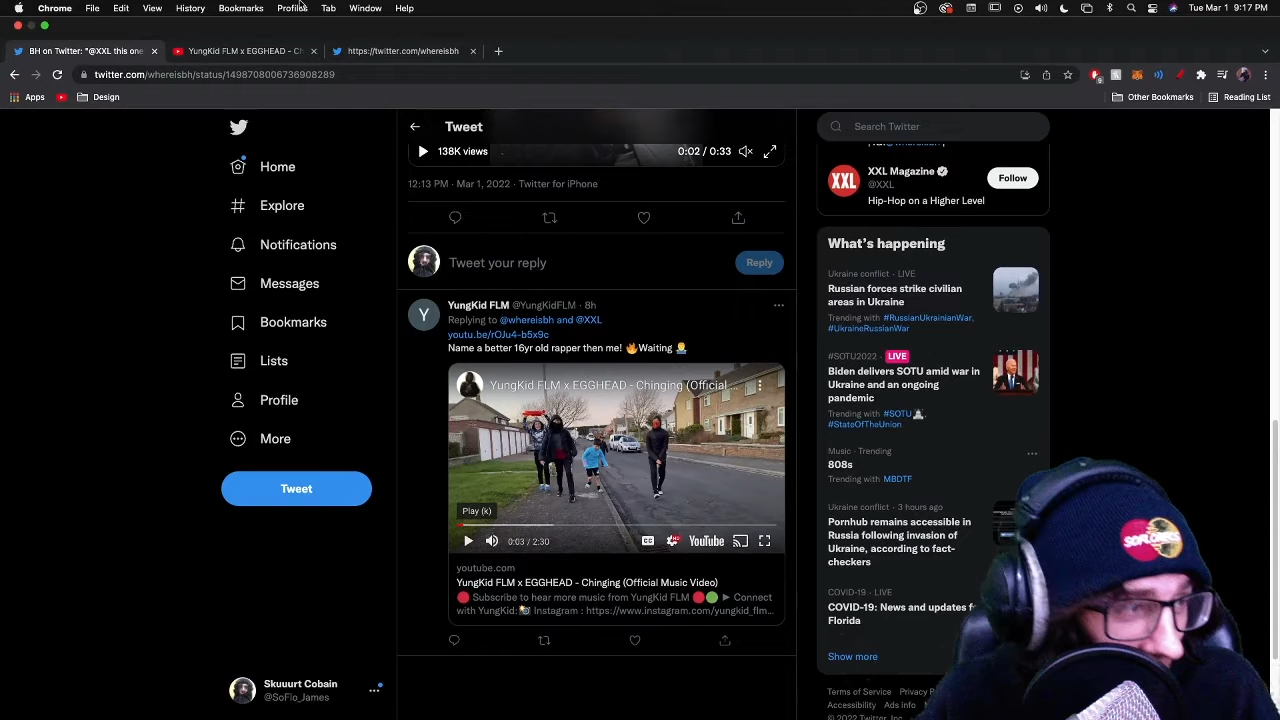 Chrome File Edit View History Bookmarks Profiles Tab Window Help
Tue Mar 1 9:17 PM
BH on Twitter: "@XXL this one
YungKid FLM x EGGHEAD - Ch
https://twitter.com/whereisbh
twitter.com/whereisbh/status/1498708006736908289
Apps
Design
Other Bookmarks
Reading List
Home
Explore
Notifications
Messages
Bookmarks
Lists
Profile
More
Tweet
Skuuurt Cobain
@SoFlo_James
Tweet
138K views
0:02 / 0:33
12:13 PM · Mar 1, 2022 · Twitter for iPhone
Tweet your reply
Reply
Y
YungKid FLM @YungKidFLM · 8h
Replying to @whereisbh and @XXL
youtu.be/rOJu4-b5x9c
Name a better 16yr old rapper then me! 🔥Waiting 🤷‍♂️
YungKid FLM x EGGHEAD - Chinging (Official ...
Play (k)
0:03 / 2:30
CC
HD
YouTube
youtube.com
YungKid FLM x EGGHEAD - Chinging (Official Music Video)
🔴 Subscribe to hear more music from YungKid FLM 🔴🟢 ► Connect
with YungKid: 📸 Instagram : https://www.instagram.com/yungkid_flm...
Search Twitter
XXL
XXL Magazine
@XXL
Follow
Hip-Hop on a Higher Level
What's happening
Ukraine conflict · LIVE
Russian forces strike civilian
areas in Ukraine
Trending with #RussianUkrainianWar,
#UkraineRussianWar
#SOTU2022 · LIVE
Biden delivers SOTU amid war in
Ukraine and an ongoing
pandemic
Trending with #SOTU,
#StateOfTheUnion
Music · Trending
808s
Trending with MBDTF
Ukraine conflict · 3 hours ago
Pornhub remains accessible in
Russia following invasion of
Ukraine, according to fact-
checkers
COVID-19 · LIVE
COVID-19: News and updates f
Florida
Show more
Terms of Service Privacy P
Accessibility Ads info
© 2022 Twitter, Inc.
SOFLOJAMES